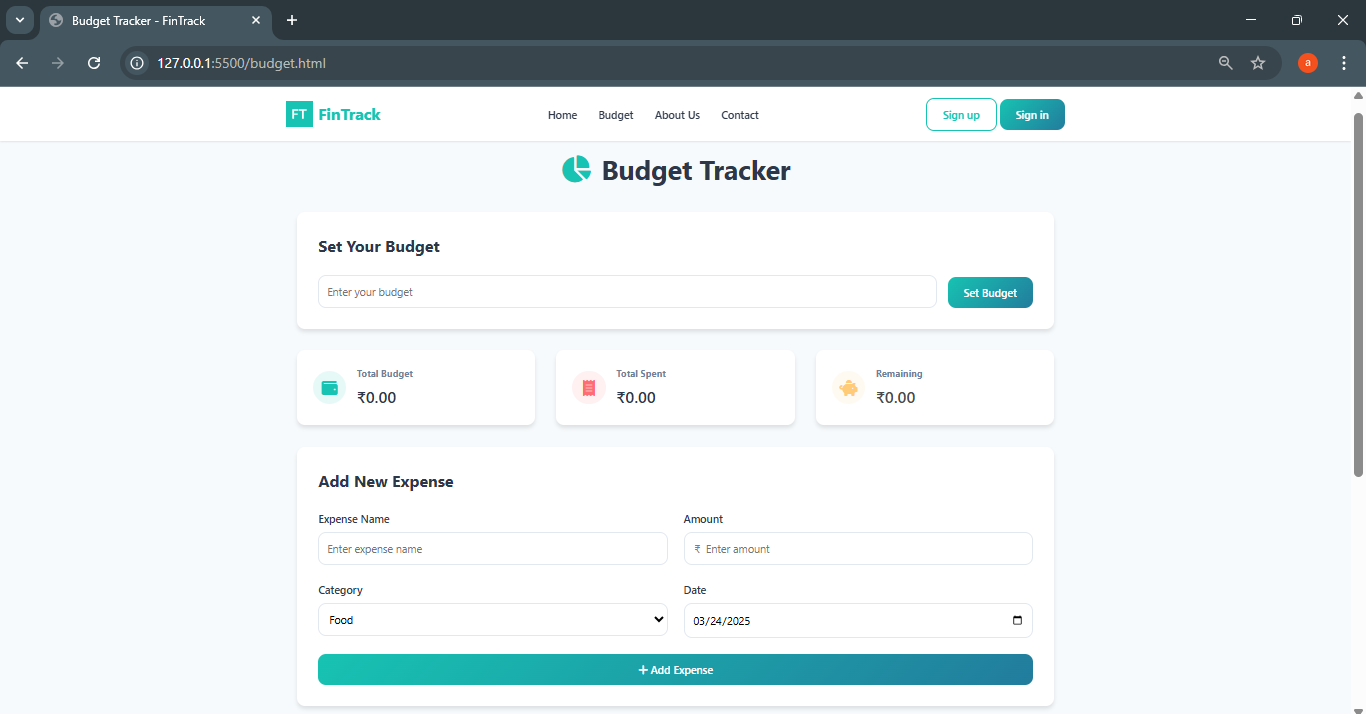 Budget Tracker - FinTrack
127.0.0.1:5500/budget.html
a
FT FinTrack
Home Budget About Us Contact
Sign up Sign in
Budget Tracker
Set Your Budget
Enter your budget
Set Budget
Total Budget
₹0.00
Total Spent
₹0.00
Remaining
₹0.00
Add New Expense
Expense Name
Enter expense name
Amount
₹ Enter amount
Category
Food
Date
03/24/2025
+ Add Expense